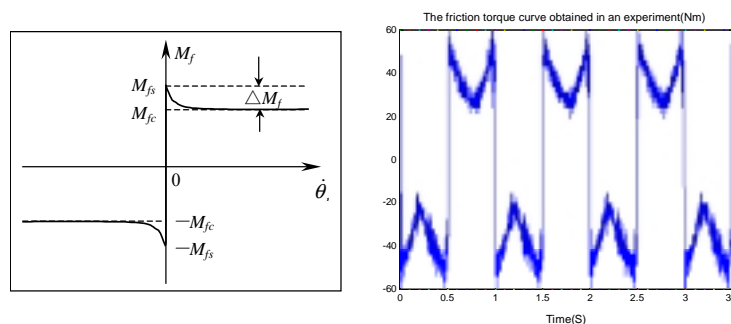 M_f
M_fs
△M_f
M_fc
0
θ̇
−M_fc
−M_fs
The friction torque curve obtained in an experiment(Nm)
60
40
20
0
-20
-40
-60
0 0.5 1 1.5 2 2.5 3 3.
Time(S)